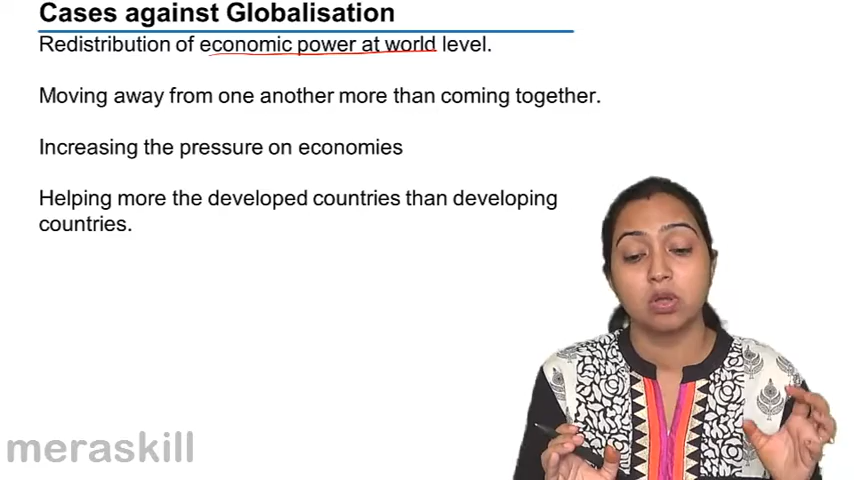 Cases against Globalisation
Redistribution of economic power at world level.
Moving away from one another more than coming together.
Increasing the pressure on economies
Helping more the developed countries than developing
countries.
meraskill